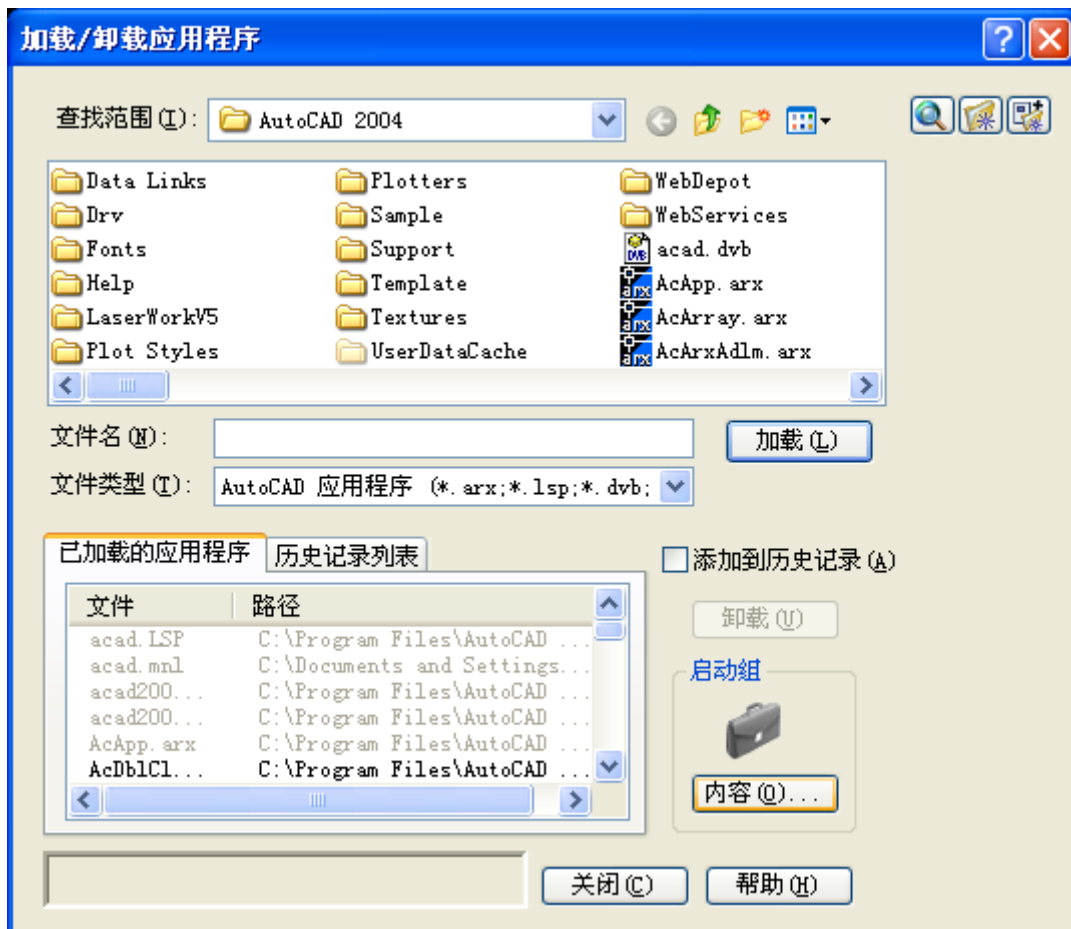 加载/卸载应用程序
查找范围(I): AutoCAD 2004
Data Links Plotters WebDepot
Drv Sample WebServices
Fonts Support acad.dvb
Help Template AcApp.arx
LaserWorkV5 Textures AcArray.arx
Plot Styles UserDataCache AcArxAdlm.arx
文件名(N): 加载(L)
文件类型(T): AutoCAD 应用程序 (*.arx;*.lsp;*.dvb;
已加载的应用程序 历史记录列表 添加到历史记录(A)
文件 路径 卸载(U)
acad.LSP C:\Program Files\AutoCAD ...
acad.mnl C:\Documents and Settings...
acad200... C:\Program Files\AutoCAD ...
acad200... C:\Program Files\AutoCAD ...
AcApp.arx C:\Program Files\AutoCAD ...
AcDblCl... C:\Program Files\AutoCAD ...
启动组
内容(O)...
关闭(C) 帮助(H)